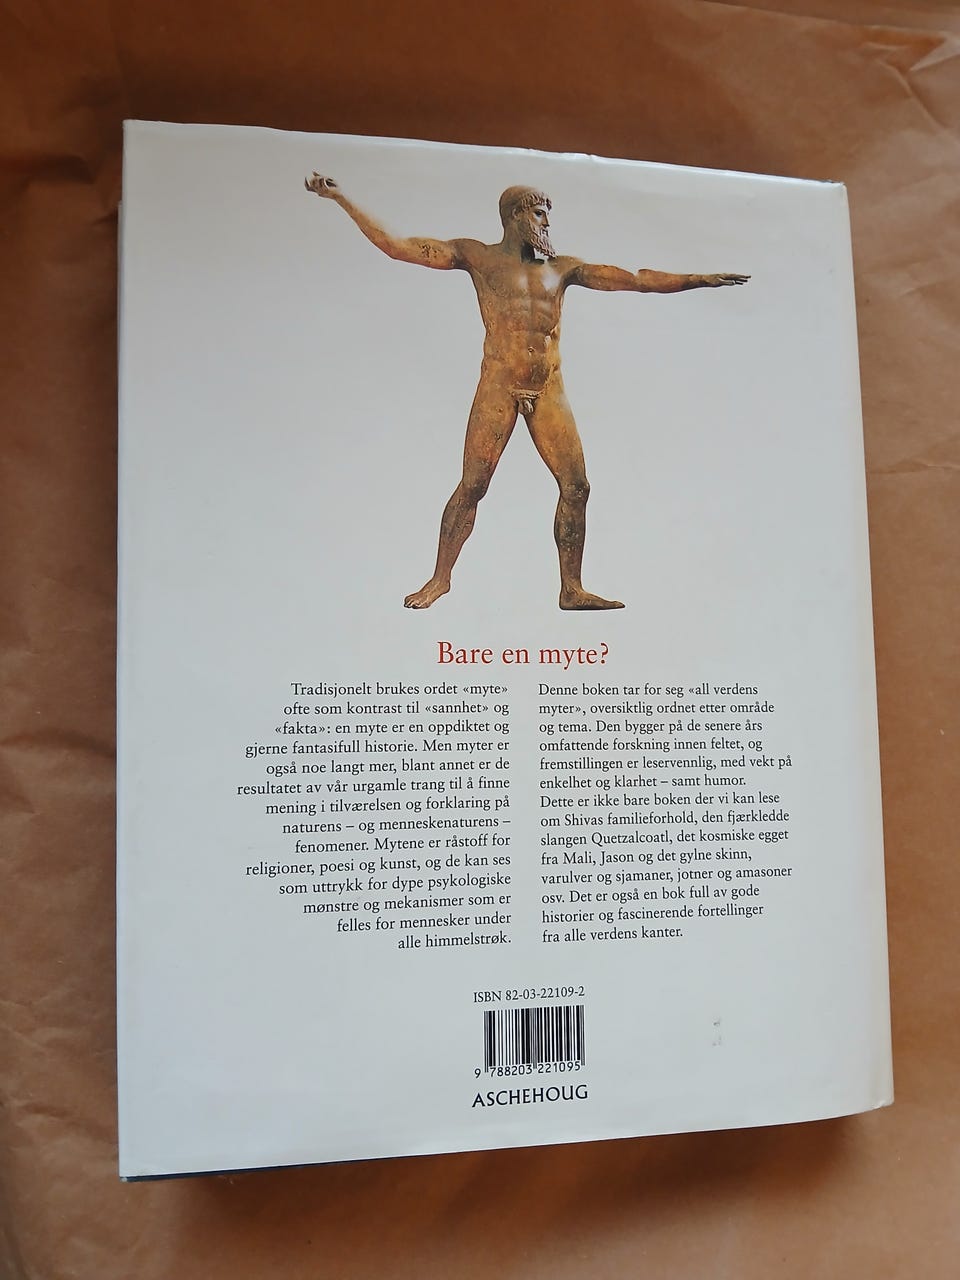 Bare en myte?
Tradisjonelt brukes ordet «myte»
ofte som kontrast til «sannhet» og
«fakta»: en myte er en oppdiktet og
gjerne fantasifull historie. Men myter er
også noe langt mer, blant annet er de
resultatet av vår urgamle trang til å finne
mening i tilværelsen og forklaring på
naturens – og menneskenaturens –
fenomener. Mytene er råstoff for
religioner, poesi og kunst, og de kan ses
som uttrykk for dype psykologiske
mønstre og mekanismer som er
felles for mennesker under
alle himmelstrøk.
Denne boken tar for seg «all verdens
myter», oversiktlig ordnet etter område
og tema. Den bygger på de senere års
omfattende forskning innen feltet, og
fremstillingen er leservennlig, med vekt på
enkelhet og klarhet – samt humor.
Dette er ikke bare boken der vi kan lese
om Shivas familieforhold, den fjærkledde
slangen Quetzalcoatl, det kosmiske egget
fra Mali, Jason og det gylne skinn,
varulver og sjamaner, jotner og amasoner
osv. Det er også en bok full av gode
historier og fascinerende fortellinger
fra alle verdens kanter.
ISBN 82-03-22109-2
9 788203 221095
ASCHEHOUG